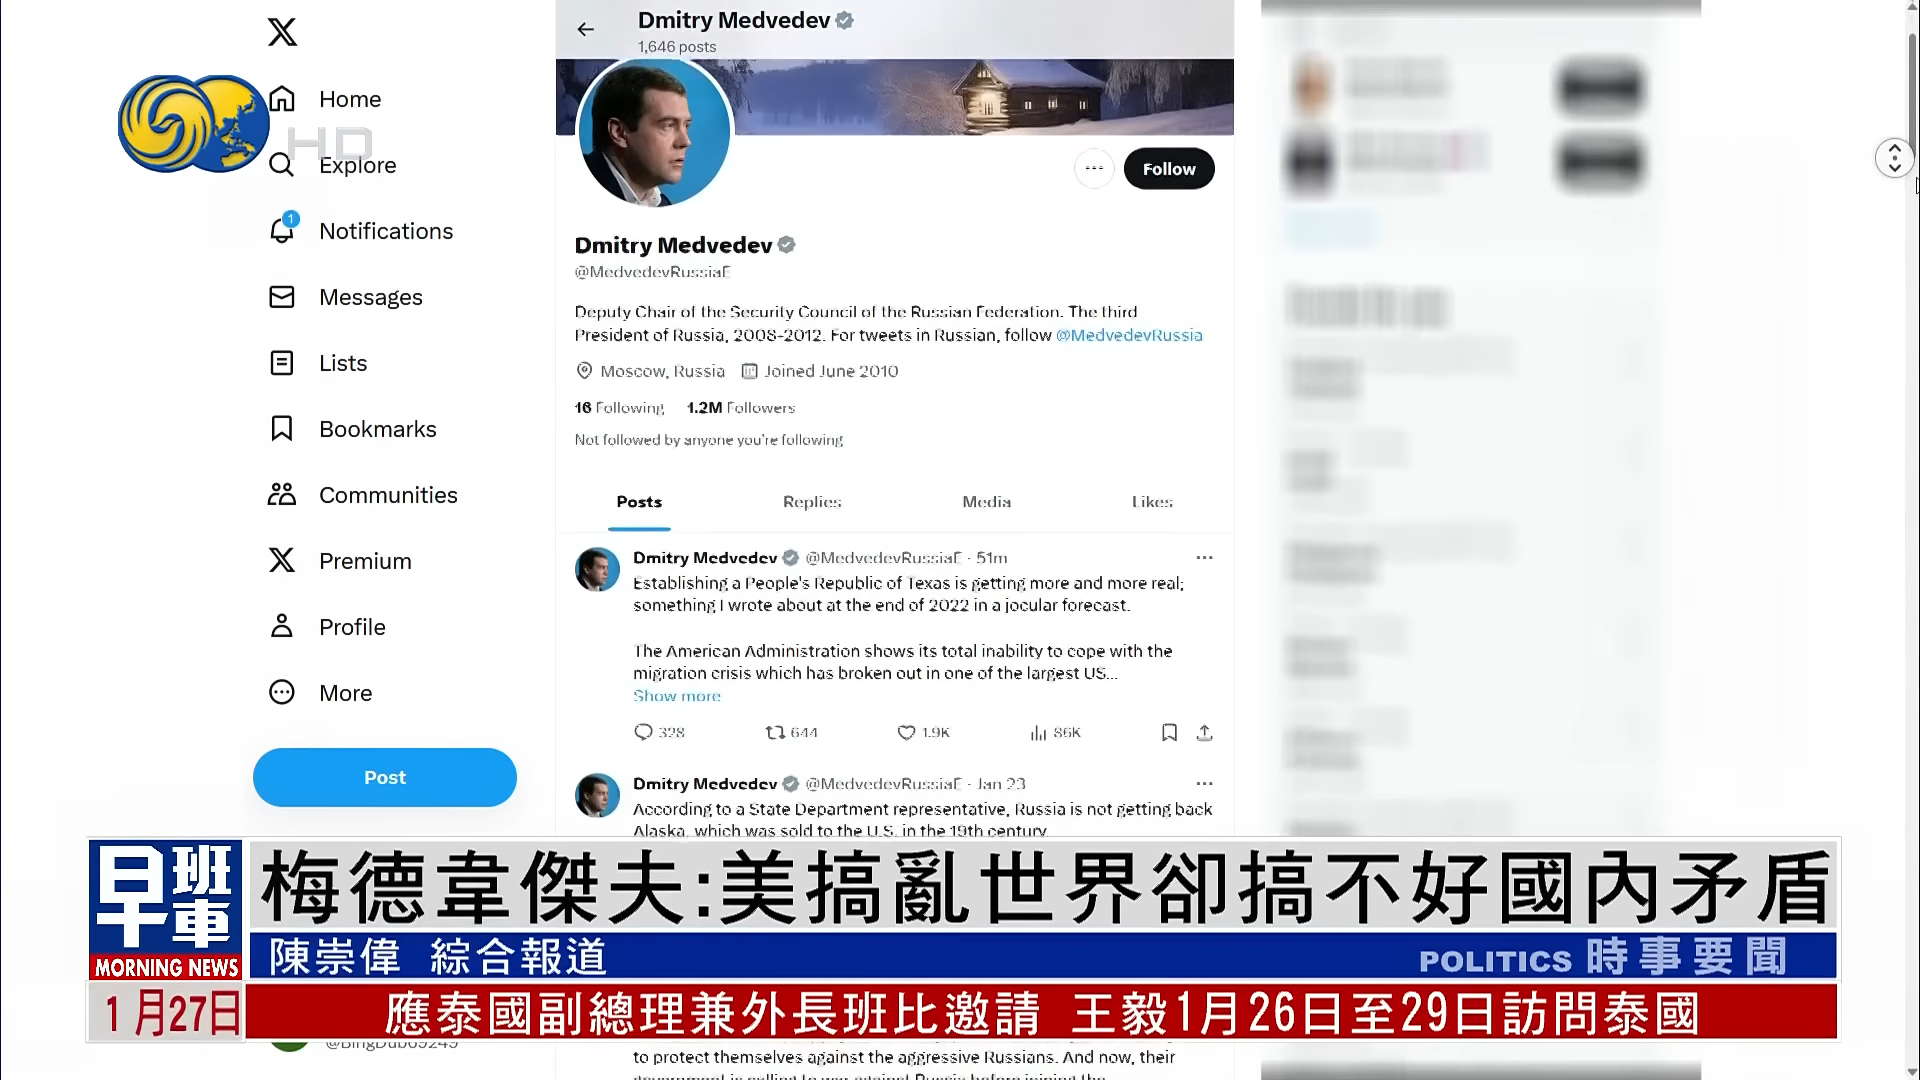 Dmitry Medvedev
1,646 posts
HD
Home
Explore
1
Notifications
Messages
Lists
Bookmarks
Communities
Premium
Profile
More
Post
Follow
Dmitry Medvedev
@MedvedevRussiaE
Deputy Chair of the Security Council of the Russian Federation. The third
President of Russia, 2008-2012. For tweets in Russian, follow @MedvedevRussia
Moscow, Russia Joined June 2010
16 Following 1.2M Followers
Not followed by anyone you're following
Posts Replies Media Likes
Dmitry Medvedev @MedvedevRussiaE · 51m
Establishing a People's Republic of Texas is getting more and more real;
something I wrote about at the end of 2022 in a jocular forecast.
The American Administration shows its total inability to cope with the
migration crisis which has broken out in one of the largest US...
Show more
328 644 1.9K 86K
Dmitry Medvedev @MedvedevRussiaE · Jan 23
According to a State Department representative, Russia is not getting back
Alaska, which was sold to the U.S. in the 19th century
早班車
MORNING NEWS
梅德韋傑夫:美搞亂世界卻搞不好國內矛盾
陳崇偉 綜合報道
POLITICS 時事要聞
1月27日
應泰國副總理兼外長班比邀請 王毅1月26日至29日訪問泰國
to protect themselves against the aggressive Russians. And now, their